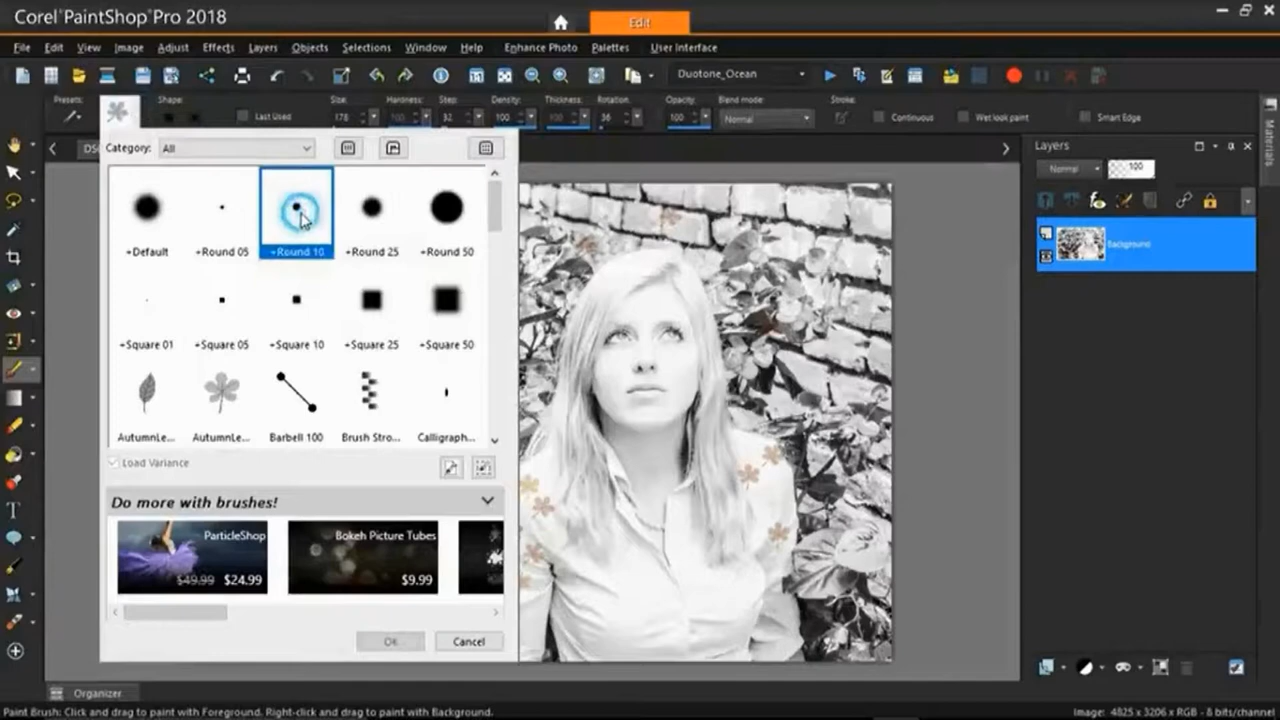 Corel PaintShop Pro 2018
Edit
File Edit View Image Adjust Effects Layers Objects Selections Window Help Enhance Photo Palettes User Interface
Duotone_Ocean
Presets: Shape: Size: Hardness: Step: Density: Thickness: Rotation: Opacity: Blend mode: Stroke:
Last Used 178 100 32 100 100 36 100 Normal Continuous Wet look paint Smart Edge
Materials
Category: All
DS
Layers
Normal 100
Background
~Default ~Round 05 ~Round 10 ~Round 25 ~Round 50
~Square 01 ~Square 05 ~Square 10 ~Square 25 ~Square 50
AutumnLe... AutumnLe... Barbell 100 Brush Stro... Calligraph...
Load Variance
Do more with brushes!
ParticleShop
$49.99 $24.99
Bokeh Picture Tubes
$9.99
OK Cancel
Organizer
Paint Brush: Click and drag to paint with Foreground. Right-click and drag to paint with Background.
Image: 4825 x 3206 x RGB - 8 bits/channel